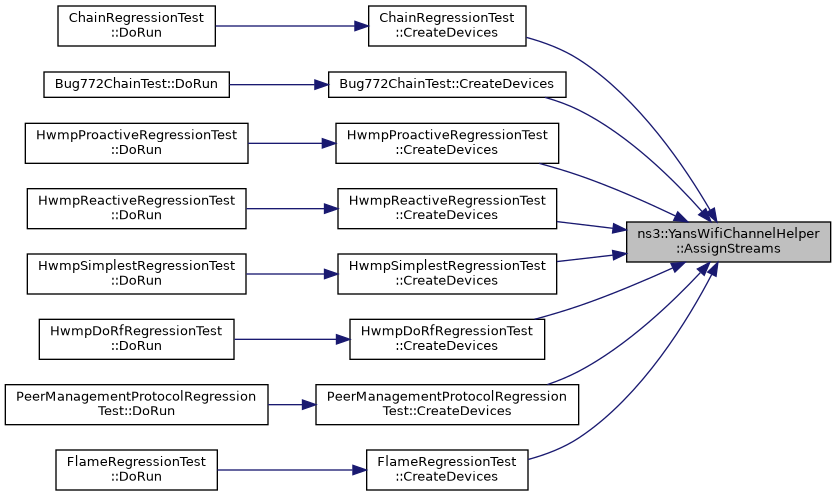 ChainRegressionTest
::DoRun
ChainRegressionTest
::CreateDevices
Bug772ChainTest::DoRun
Bug772ChainTest::CreateDevices
HwmpProactiveRegressionTest
::DoRun
HwmpProactiveRegressionTest
::CreateDevices
HwmpReactiveRegressionTest
::DoRun
HwmpReactiveRegressionTest
::CreateDevices
ns3::YansWifiChannelHelper
::AssignStreams
HwmpSimplestRegressionTest
::DoRun
HwmpSimplestRegressionTest
::CreateDevices
HwmpDoRfRegressionTest
::DoRun
HwmpDoRfRegressionTest
::CreateDevices
PeerManagementProtocolRegression
Test::DoRun
PeerManagementProtocolRegression
Test::CreateDevices
FlameRegressionTest
::DoRun
FlameRegressionTest
::CreateDevices